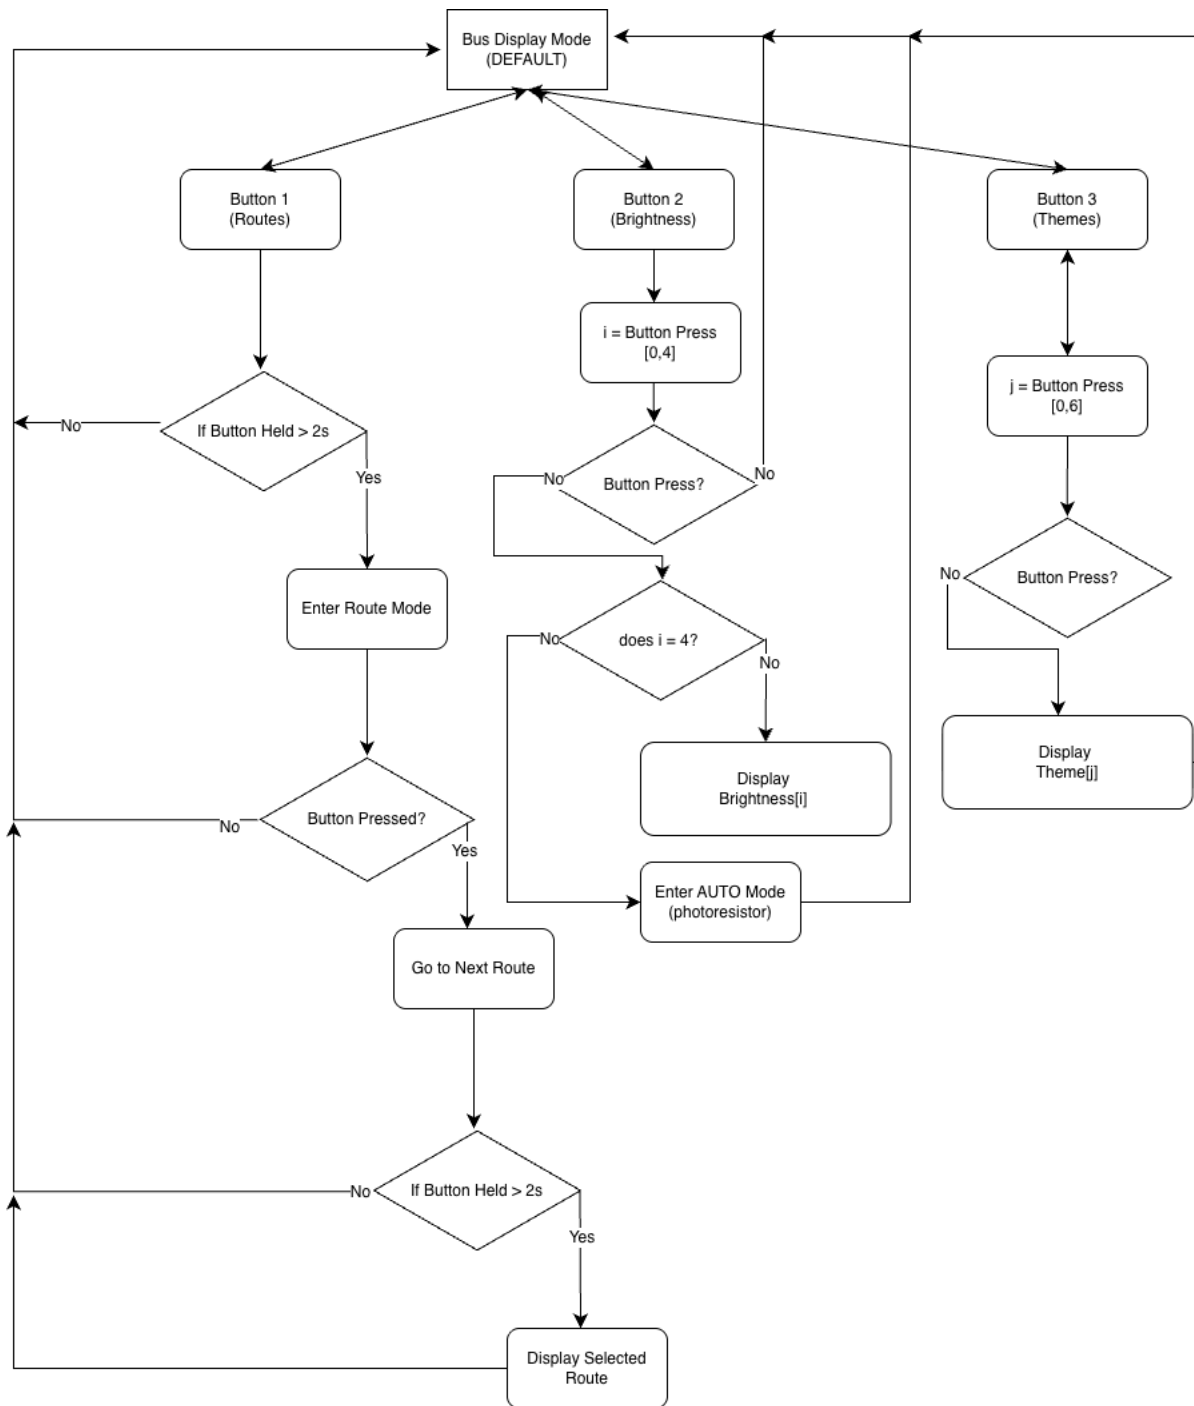 Bus Display Mode
(DEFAULT)
Button 1
(Routes)
Button 2
(Brightness)
Button 3
(Themes)
i = Button Press
[0,4]
j = Button Press
[0,6]
If Button Held > 2s
No
Yes
Button Press?
No
No
Button Press?
No
Enter Route Mode
does i = 4?
No
No
Display
Theme[j]
Display
Brightness[i]
Button Pressed?
No
Yes
Enter AUTO Mode
(photoresistor)
Go to Next Route
If Button Held > 2s
No
Yes
Display Selected
Route